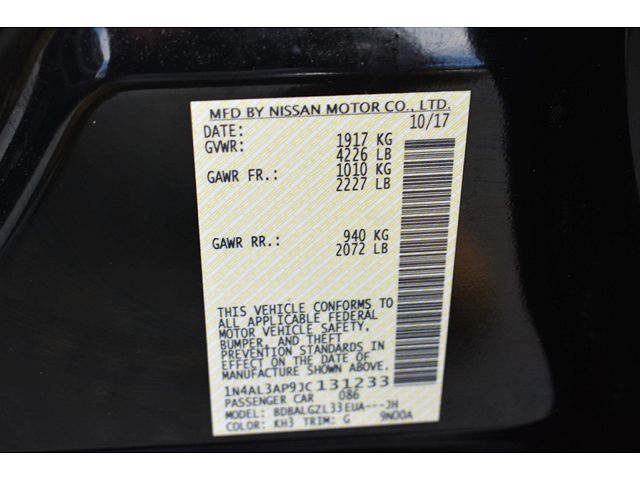 MFD BY NISSAN MOTOR CO., LTD.
DATE: 10/17
GVWR: 1917 KG
4226 LB
GAWR FR.: 1010 KG
2227 LB
GAWR RR.: 940 KG
2072 LB
THIS VEHICLE CONFORMS TO
ALL APPLICABLE FEDERAL
MOTOR VEHICLE SAFETY,
BUMPER, AND THEFT
PREVENTION STANDARDS IN
EFFECT ON THE DATE OF
MANUFACTURE SHOWN ABOVE.
1N4AL3AP9JC131233
PASSENGER CAR 086
MODEL: BDBALGZL33EUA---JH
COLOR: KH3 TRIM: G 9N00A